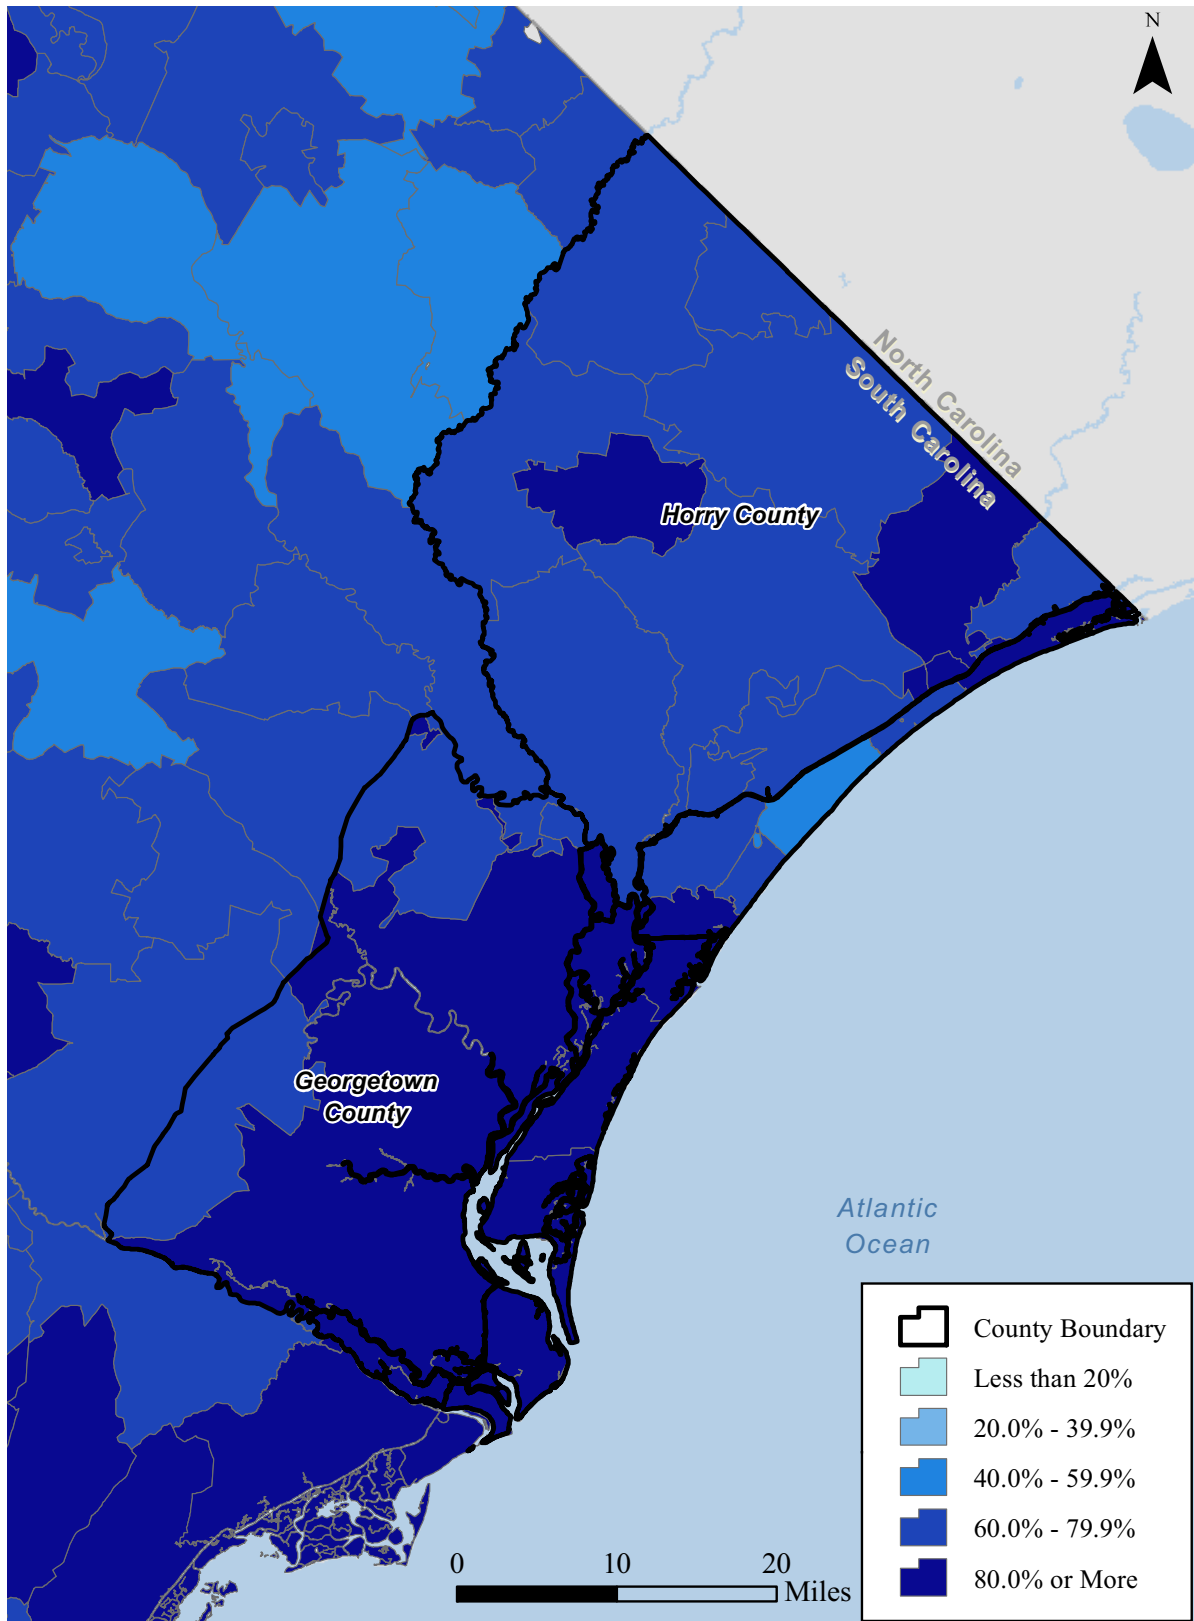 N
North Carolina
South Carolina
Horry County
Georgetown
County
Atlantic
Ocean
County Boundary
Less than 20%
20.0% - 39.9%
40.0% - 59.9%
60.0% - 79.9%
80.0% or More
0 10 20
Miles